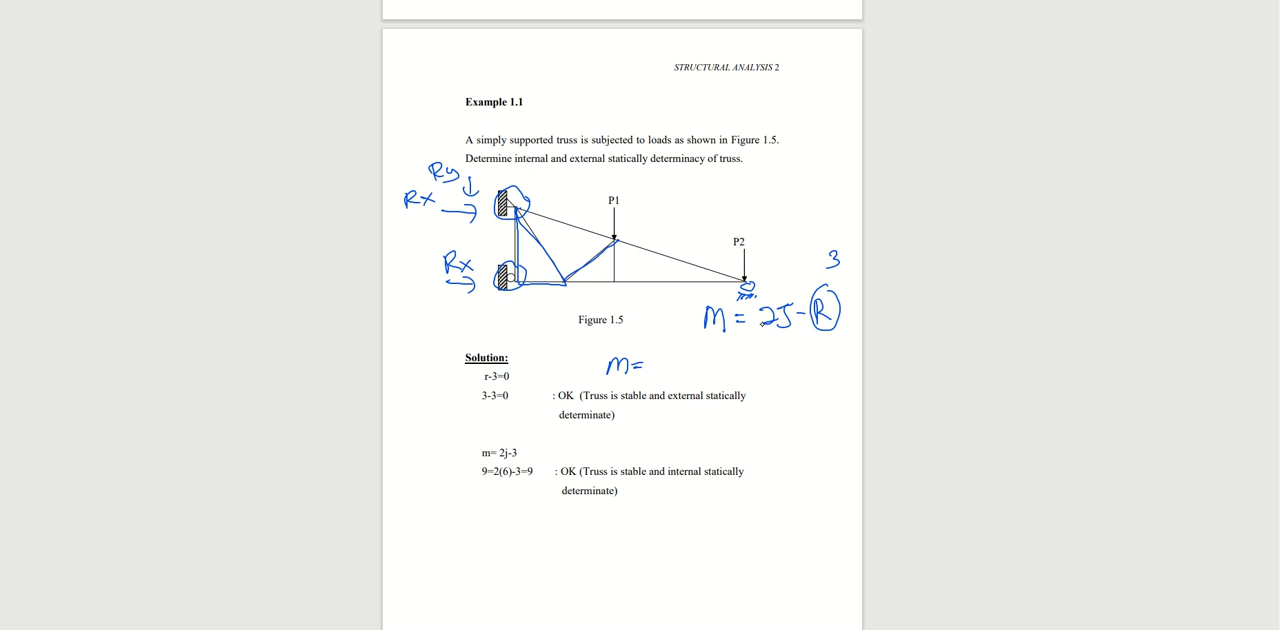 STRUCTURAL ANALYSIS 2
Example 1.1
A simply supported truss is subjected to loads as shown in Figure 1.5.
Determine internal and external statically determinacy of truss.
Ry
Rx
P1
P2
Rx
3
M = 2J - R
Figure 1.5
Solution:
M=
r-3=0
3-3=0 : OK (Truss is stable and external statically
determinate)
m= 2j-3
9=2(6)-3=9 : OK (Truss is stable and internal statically
determinate)